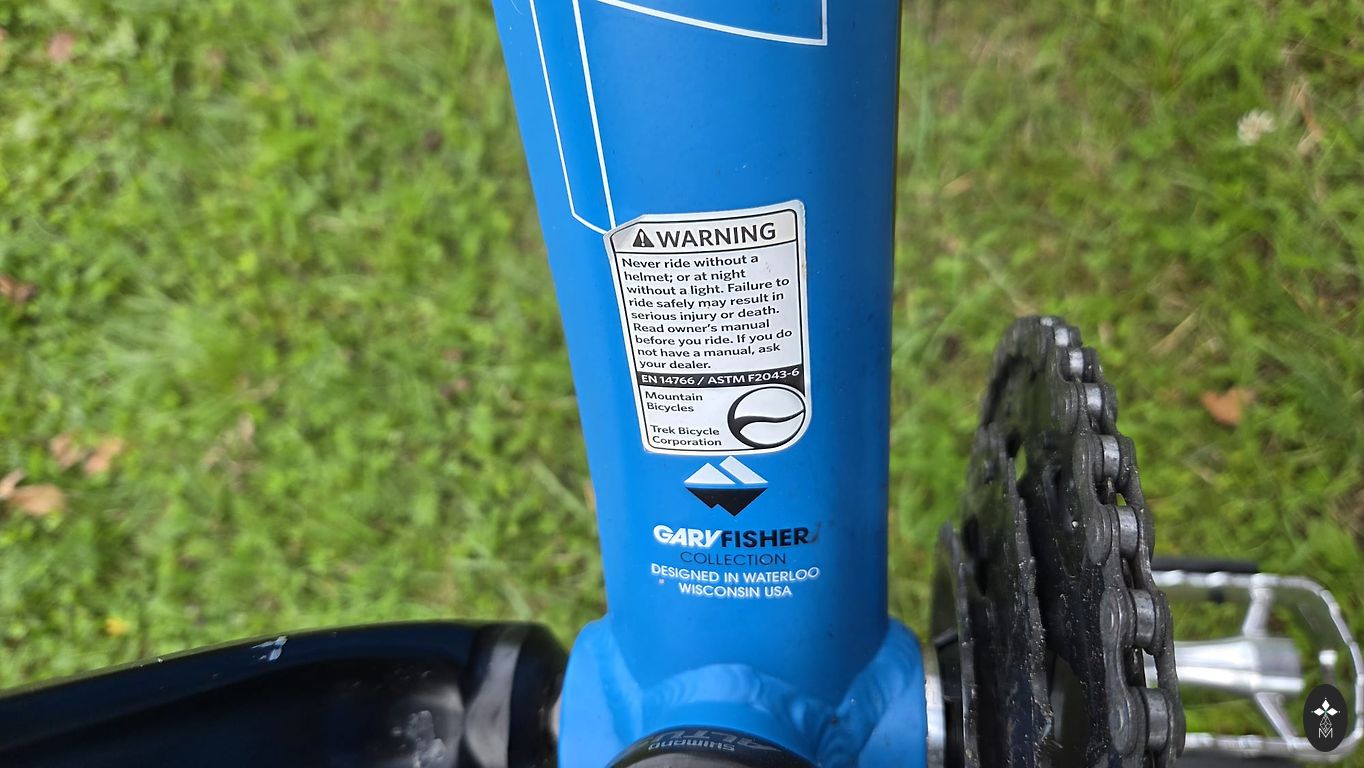 WARNING
Never ride without a
helmet; or at night
without a light. Failure to
ride safely may result in
serious injury or death.
Read owner's manual
before you ride. If you do
not have a manual, ask
your dealer.
EN 14766 / ASTM F2043-6
Mountain
Bicycles
Trek Bicycle
Corporation
GARYFISHER
COLLECTION
DESIGNED IN WATERLOO
WISCONSIN USA
SHIMANO
ALTU
M